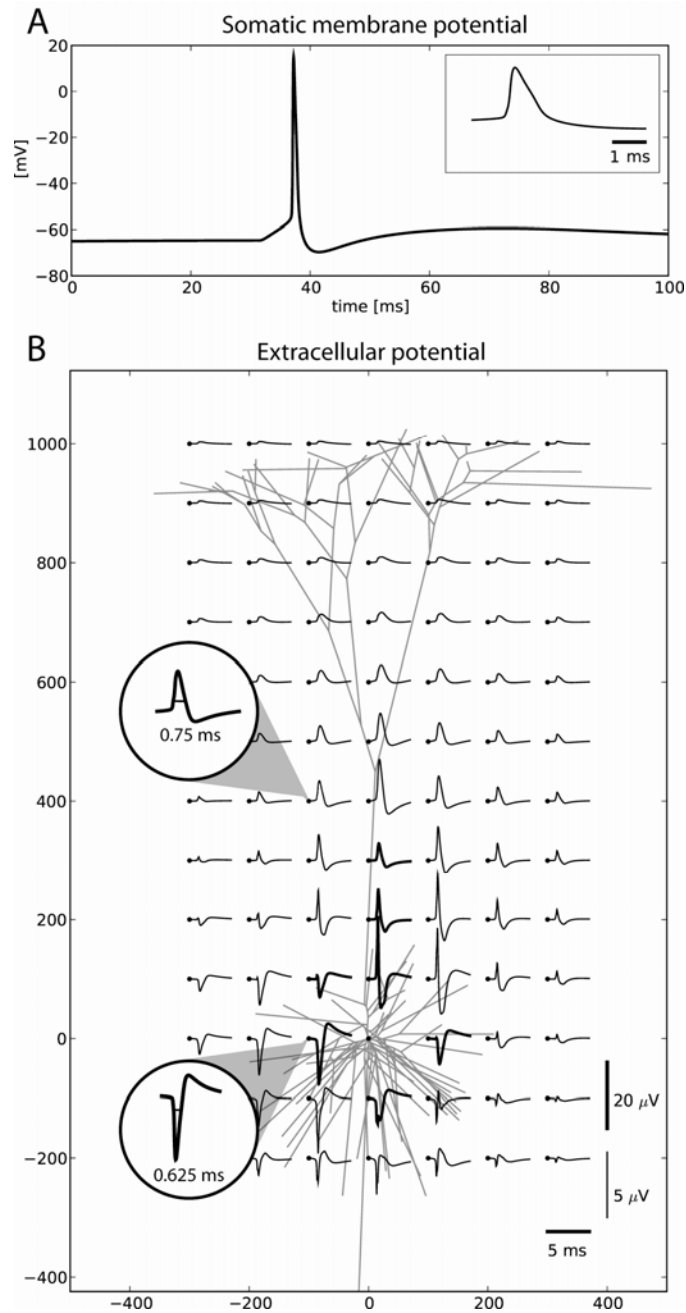 A
Somatic membrane potential
20
0
−20
−40
−60
−80
[mV]
1 ms
0
20
40
60
80
100
time [ms]
B
Extracellular potential
1000
800
600
400
200
0
−200
−400
0.75 ms
0.625 ms
20 μV
5 μV
5 ms
−400
−200
0
200
400